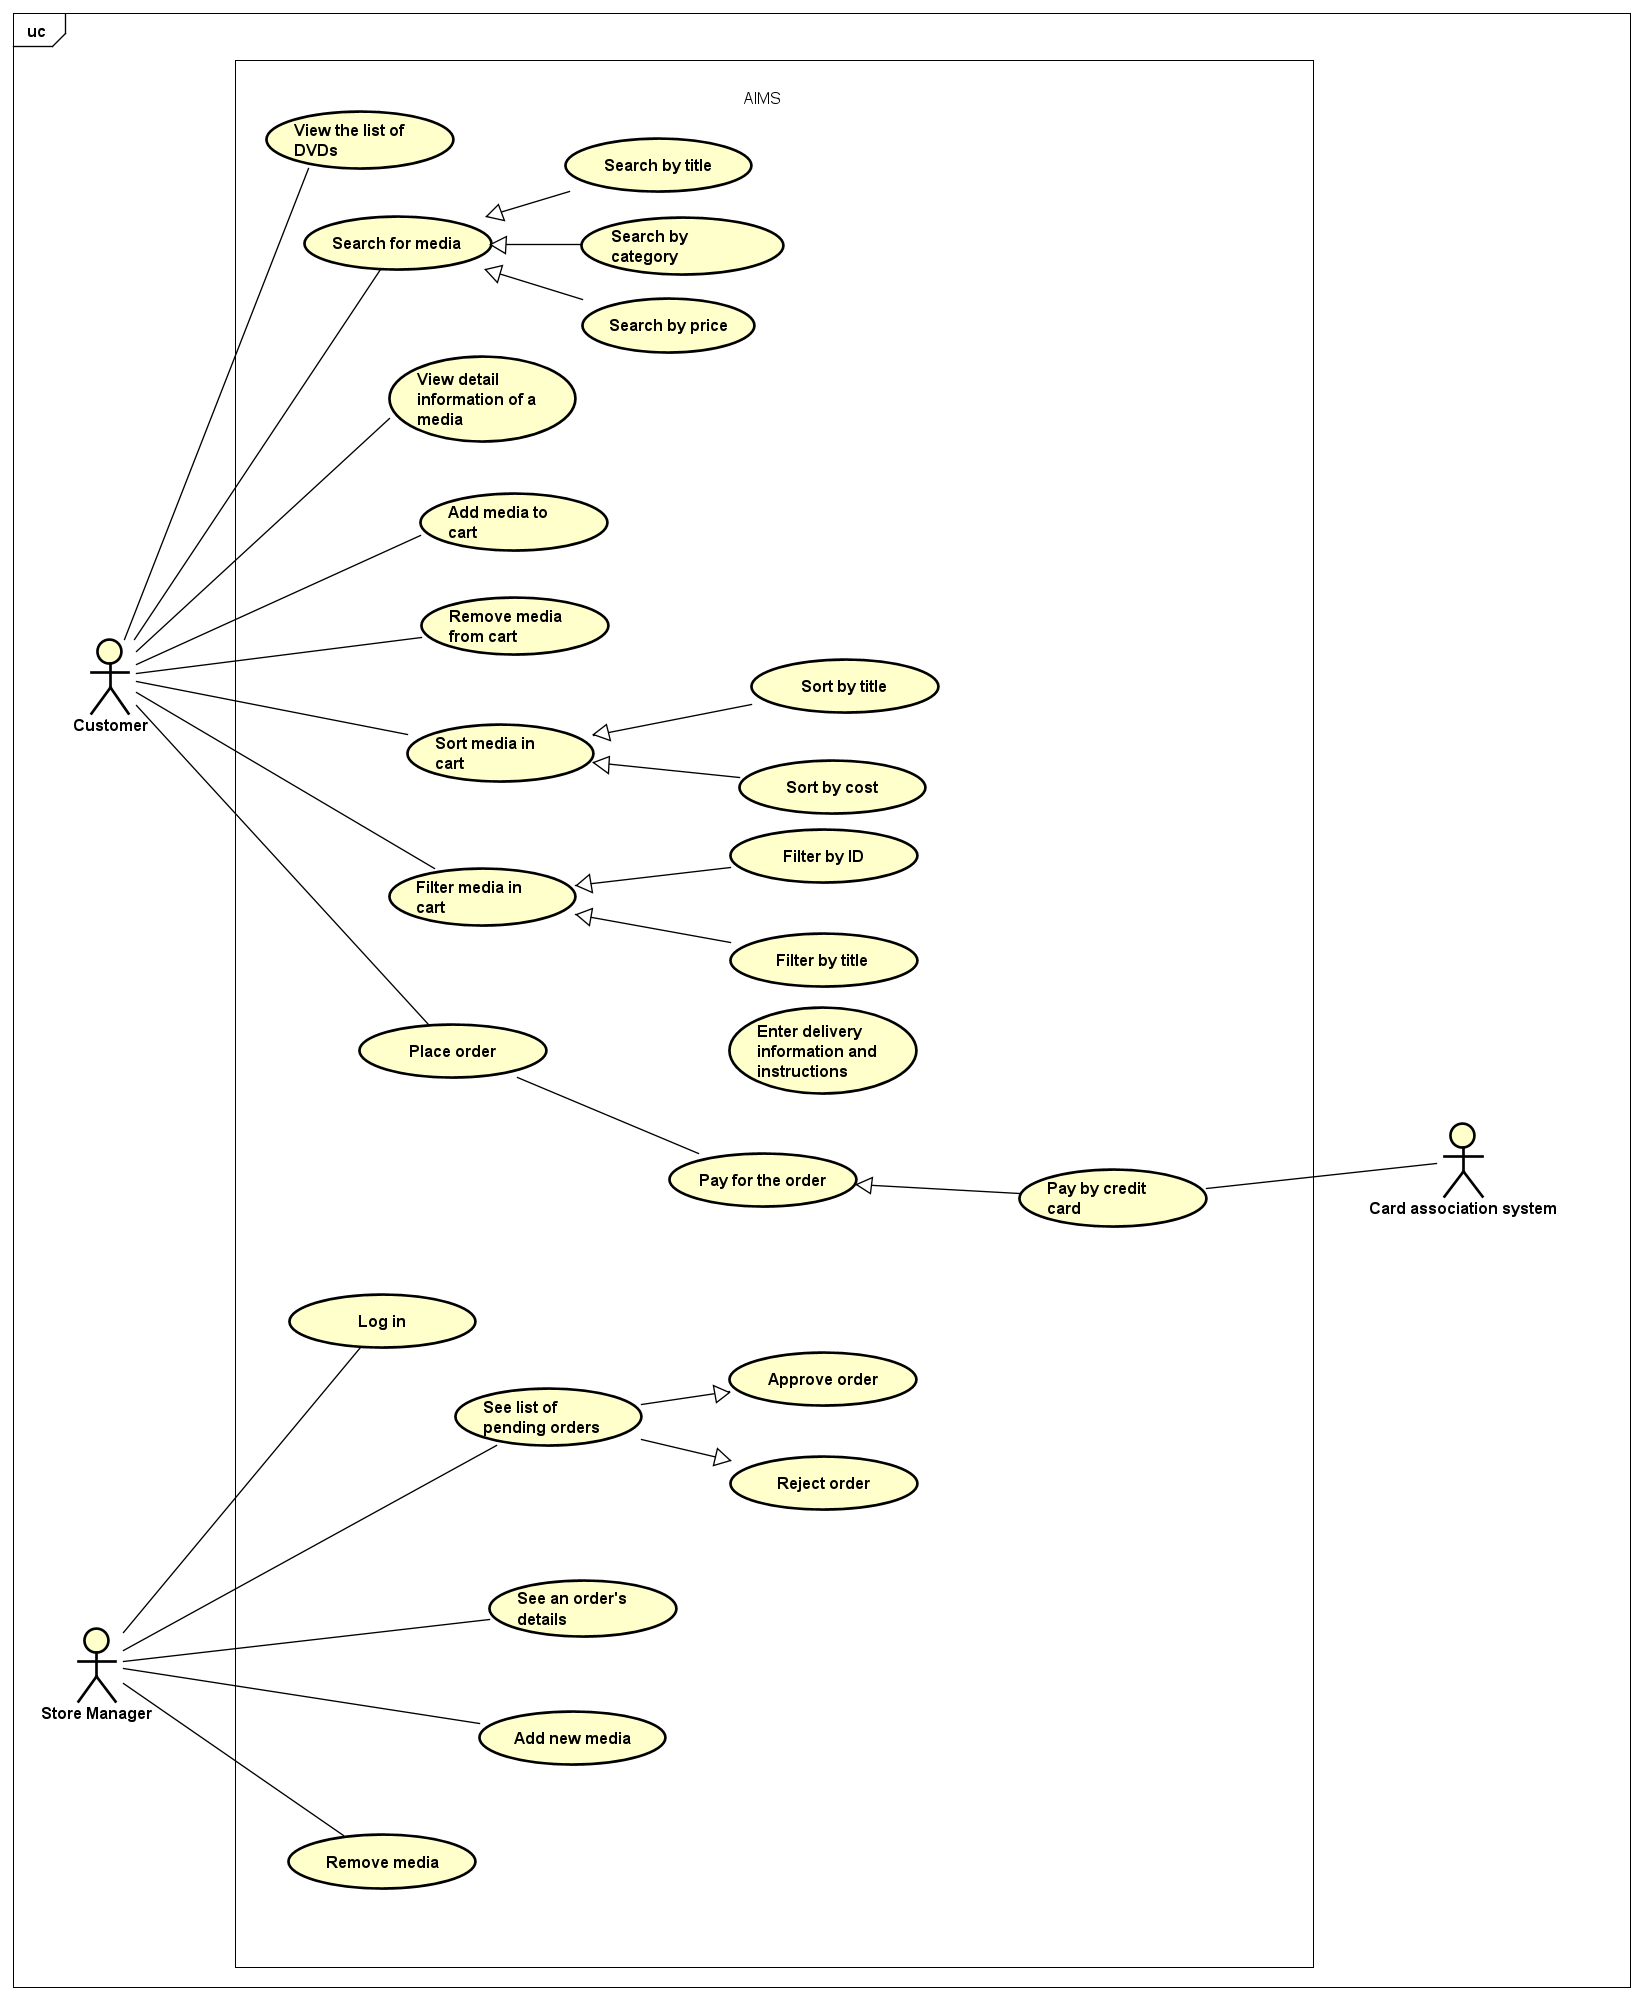 uc
AIMS
View the list of
DVDs
Search by title
Search for media
Search by
category
Search by price
View detail
information of a
media
Add media to
cart
Remove media
from cart
Sort by title
Customer
Sort media in
cart
Sort by cost
Filter by ID
Filter media in
cart
Filter by title
Enter delivery
information and
instructions
Place order
Pay for the order
Pay by credit
card
Card association system
Log in
Approve order
See list of
pending orders
Reject order
See an order's
details
Store Manager
Add new media
Remove media